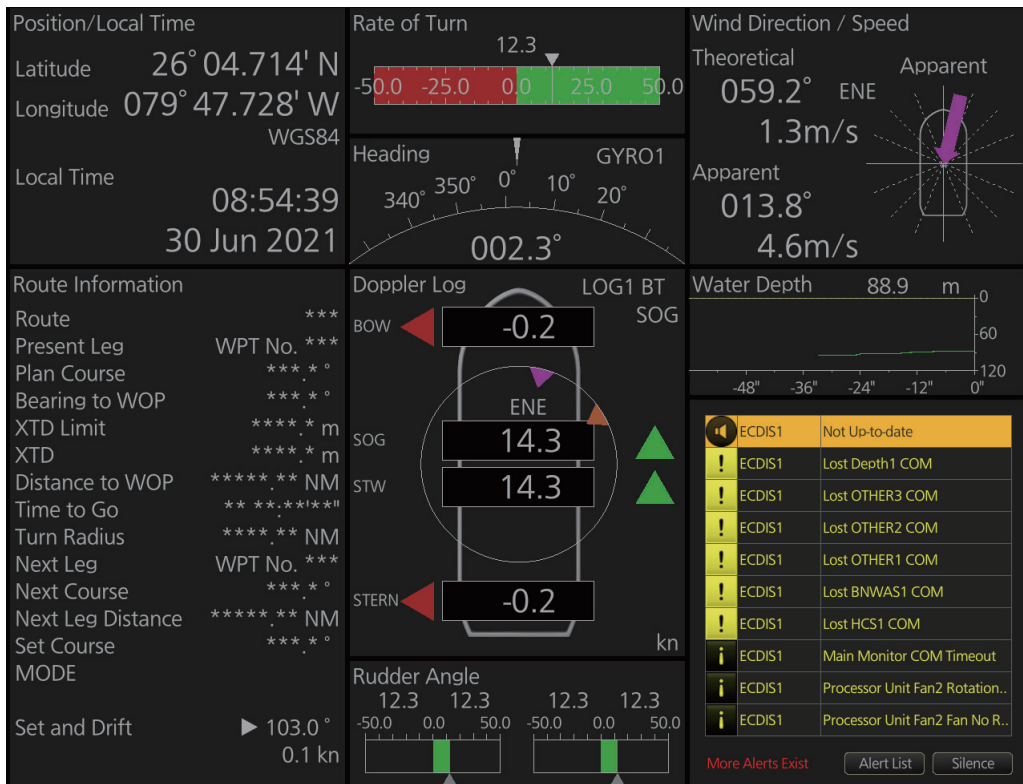 Position/Local Time
Latitude 26° 04.714' N
Longitude 079° 47.728' W
WGS84
Local Time
08:54:39
30 Jun 2021
Rate of Turn
12.3
-50.0 -25.0 0.0 25.0 50.0
Heading GYRO1
340° 350° 0° 10° 20°
002.3°
Wind Direction / Speed
Theoretical
059.2° ENE
1.3m/s
Apparent
Apparent
013.8°
4.6m/s
Route Information
Route ***
Present Leg WPT No. ***
Plan Course ***.* °
Bearing to WOP ***.* °
XTD Limit ****.* m
XTD ****.* m
Distance to WOP *****.** NM
Time to Go ** **:**'**"
Turn Radius ****.** NM
Next Leg WPT No. ***
Next Course ***.* °
Next Leg Distance *****.** NM
Set Course ***.* °
MODE
Set and Drift ▶ 103.0 °
0.1 kn
Doppler Log LOG1 BT
SOG
BOW -0.2
ENE
SOG 14.3
STW 14.3
STERN -0.2
kn
Rudder Angle
12.3 12.3 12.3 12.3
-50.0 0.0 50.0 -50.0 0.0 50.0
Water Depth 88.9 m
0
60
120
-48" -36" -24" -12" 0"
ECDIS1 Not Up-to-date
! ECDIS1 Lost Depth1 COM
! ECDIS1 Lost OTHER3 COM
! ECDIS1 Lost OTHER2 COM
! ECDIS1 Lost OTHER1 COM
! ECDIS1 Lost BNWAS1 COM
! ECDIS1 Lost HCS1 COM
i ECDIS1 Main Monitor COM Timeout
i ECDIS1 Processor Unit Fan2 Rotation..
i ECDIS1 Processor Unit Fan2 Fan No R..
More Alerts Exist Alert List Silence